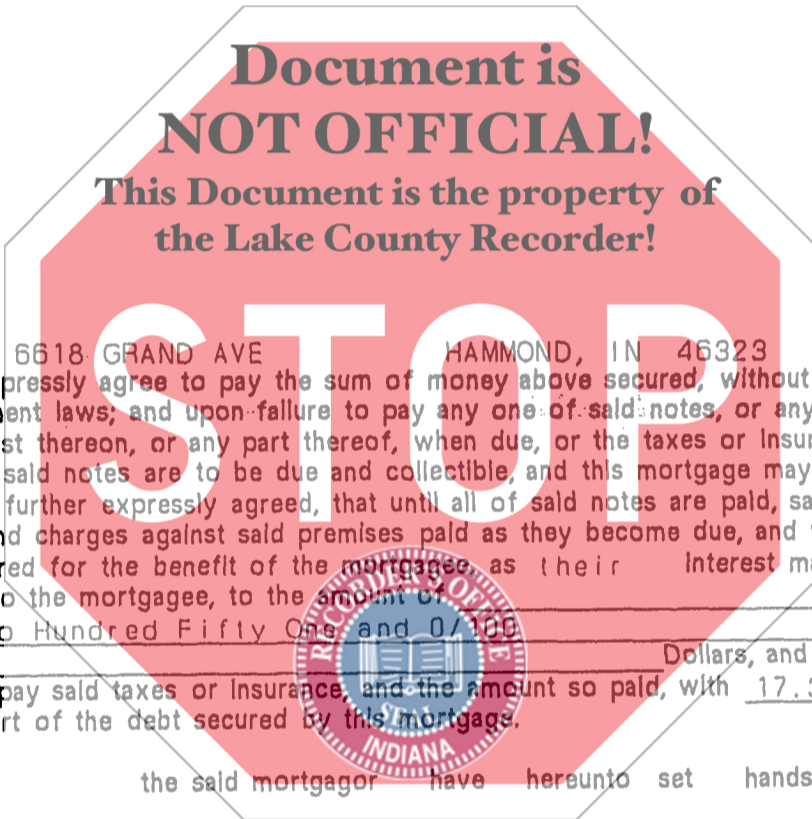 Document is
NOT OFFICIAL!
This Document is the property of
the Lake County Recorder!
STOP
6618 GRAND AVE HAMMOND, IN 46323
pressly agree to pay the sum of money above secured, without
ent laws; and upon failure to pay any one of said notes, or any
st thereon, or any part thereof, when due, or the taxes or insur
said notes are to be due and collectible, and this mortgage may
further expressly agreed, that until all of said notes are paid, sa
nd charges against said premises paid as they become due, and
red for the benefit of the mortgagee, as their interest ma
o the mortgagee, to the amount of
o Hundred Fifty One and 0/100
Dollars, and
pay said taxes or insurance, and the amount so paid, with 17.3
rt of the debt secured by this mortgage.
the said mortgagor have hereunto set hands
RECORDER'S OFFICE
SEAL
INDIANA